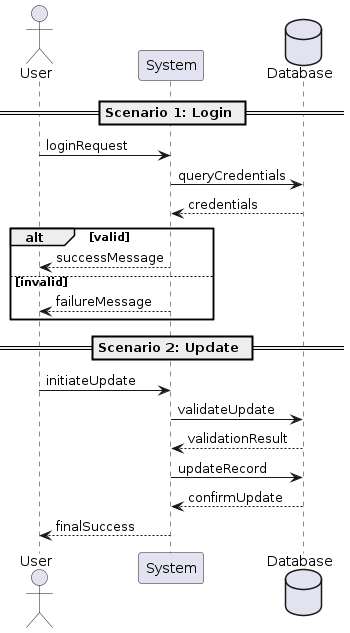 User
System
Database
Scenario 1: Login
loginRequest
queryCredentials
credentials
alt [valid]
successMessage
[invalid]
failureMessage
Scenario 2: Update
initiateUpdate
validateUpdate
validationResult
updateRecord
confirmUpdate
finalSuccess
User
System
Database